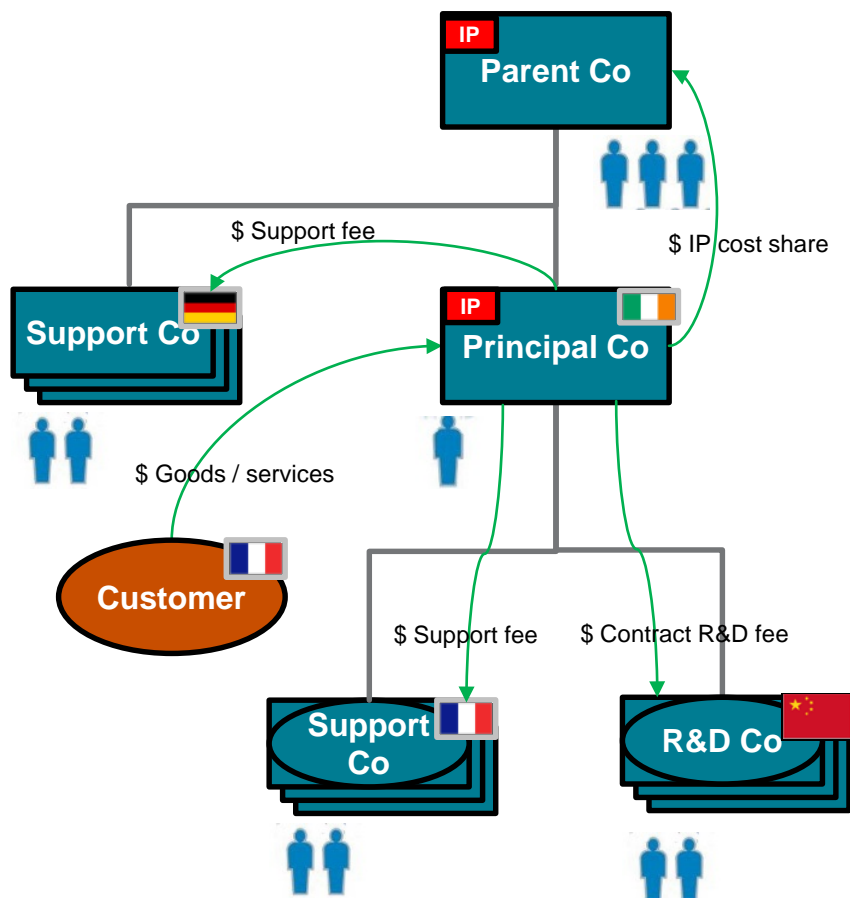 IP
Parent Co
$ Support fee
$ IP cost share
IP
Support Co
Principal Co
$ Goods / services
Customer
$ Support fee
$ Contract R&D fee
Support
Co
R&D Co